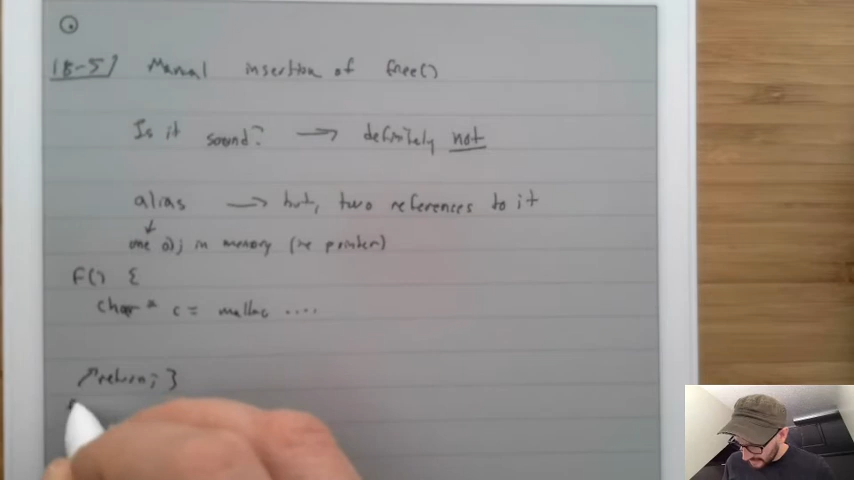 18-5] Manual insertion of free()
Is it sound? → definitely not
alias → but, two references to it
one obj in memory (ie pointer)
F() {
char * c = malloc ....
return; }